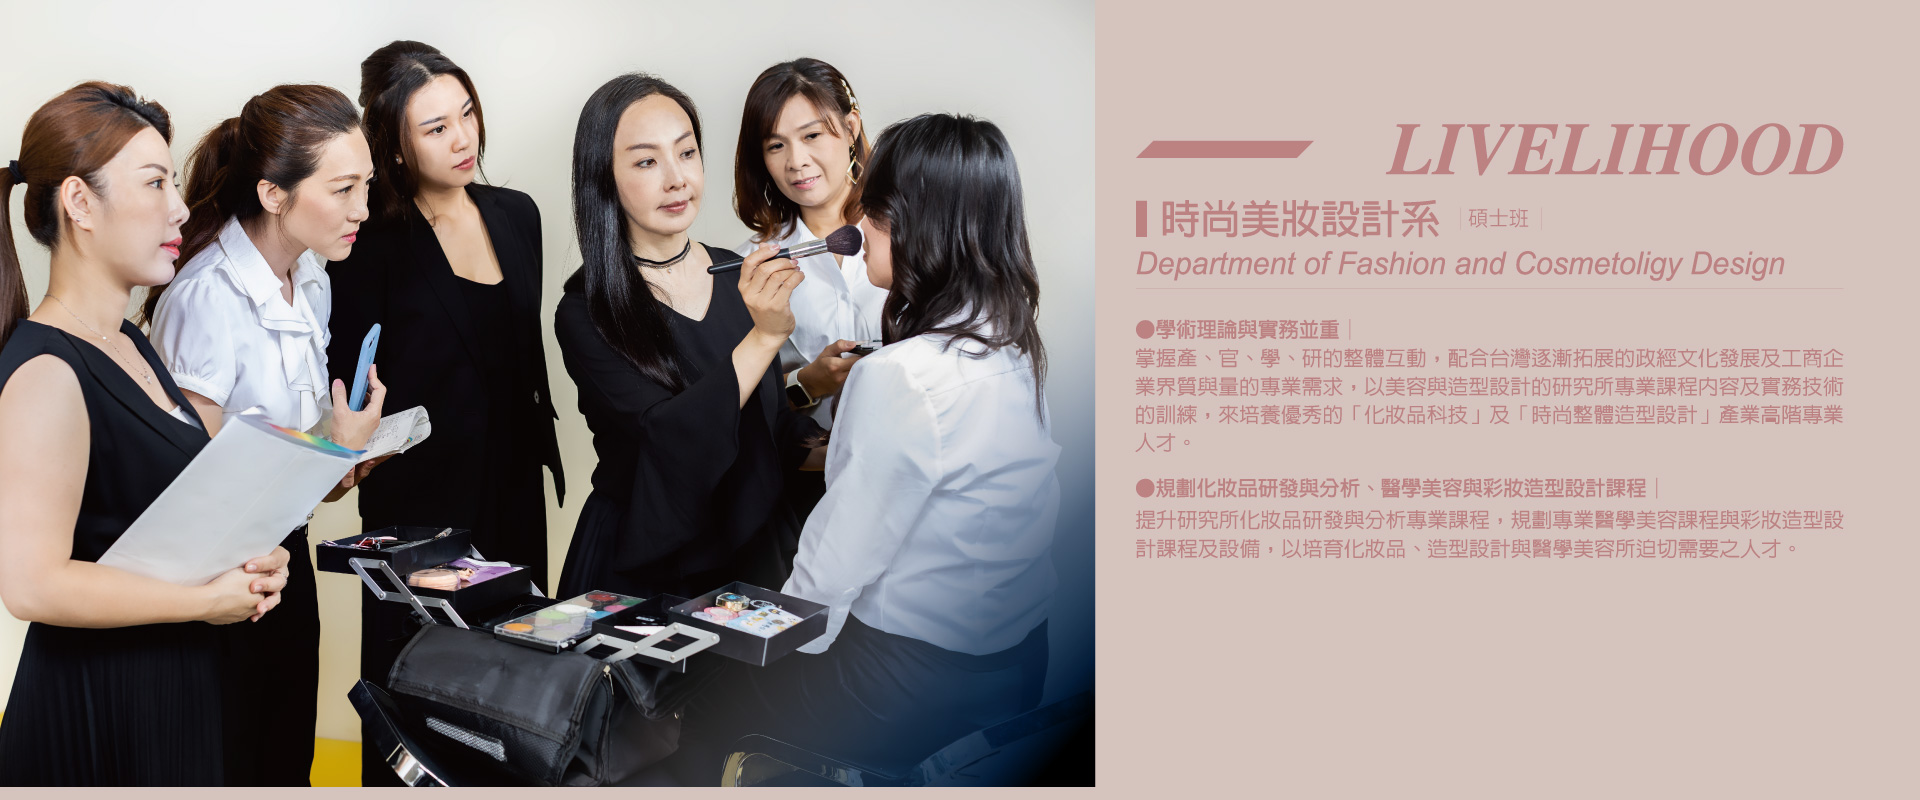 LIVELIHOOD
時尚美妝設計系 |碩士班|
Department of Fashion and Cosmetoligy Design
●學術理論與實務並重|
掌握產、官、學、研的整體互動，配合台灣逐漸拓展的政經文化發展及工商企
業界質與量的專業需求，以美容與造型設計的研究所專業課程內容及實務技術
的訓練，來培養優秀的「化妝品科技」及「時尚整體造型設計」產業高階專業
人才。
●規劃化妝品研發與分析、醫學美容與彩妝造型設計課程|
提升研究所化妝品研發與分析專業課程，規劃專業醫學美容課程與彩妝造型設
計課程及設備，以培育化妝品、造型設計與醫學美容所迫切需要之人才。